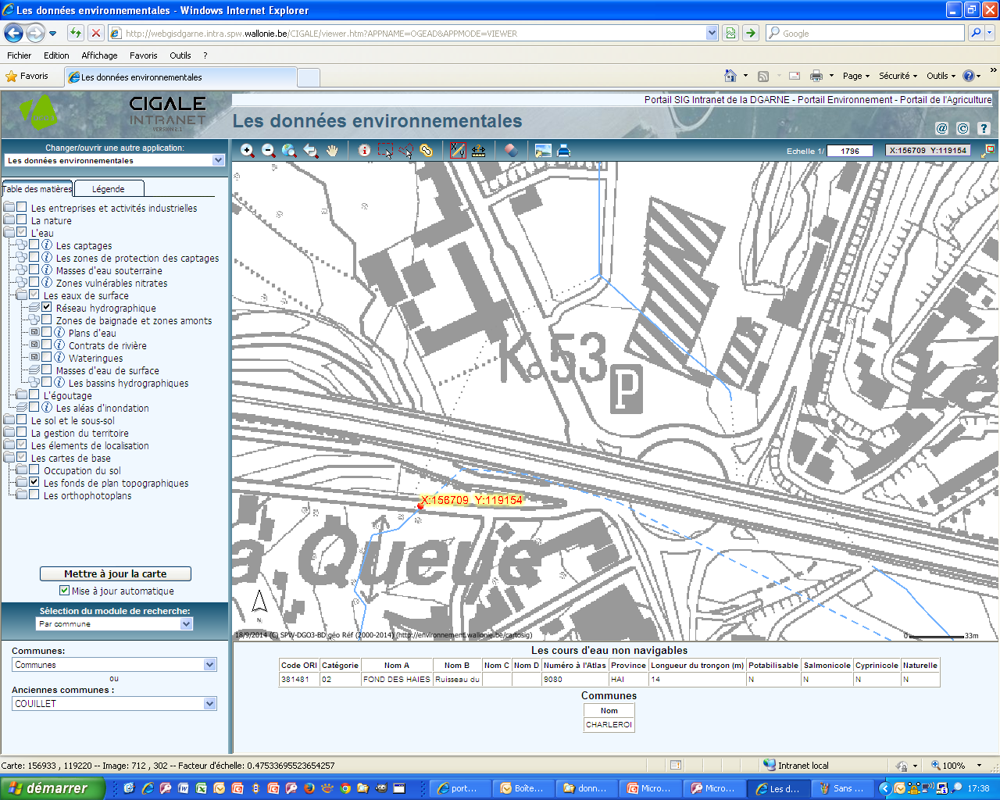 Les données environnementales - Windows Internet Explorer
http://webgisdgarne.intra.spw.wallonie.be/CIGALE/viewer.htm?APPNAME=OGEAD&APPMODE=VIEWER
Google
Fichier Edition Affichage Favoris Outils ?
Favoris
Les données environnementales
Page Sécurité Outils
CIGALE
INTRANET
VERSION 2.1
Portail SIG Intranet de la DGARNE - Portail Environnement - Portail de l'Agriculture
Les données environnementales
@ © ?
Changer/ouvrir une autre application:
Les données environnementales
Echelle 1/ 1796 X:156709 Y:119154
Table des matières Légende
Les entreprises et activités industrielles
La nature
L'eau
Les captages
Les zones de protection des captages
Masses d'eau souterraine
Zones vulnérables nitrates
Les eaux de surface
Réseau hydrographique
Zones de baignade et zones amonts
Plans d'eau
Contrats de rivière
Wateringues
Masses d'eau de surface
Les bassins hydrographiques
L'égoutage
Les aléas d'inondation
Le sol et le sous-sol
La gestion du territoire
Les élements de localisation
Les cartes de base
Occupation du sol
Les fonds de plan topographiques
Les orthophotoplans
Mettre à jour la carte
Mise à jour automatique
Sélection du module de recherche:
Par commune
Communes:
Communes
ou
Anciennes communes :
COUILLET
K.53
P
Le
X:156709 Y:119154
a Queue
N
18/9/2014 (C) SPW-DGO3-BD géo Réf (2000-2014) (http://environnement.wallonie.be/cartosig)
0 33m
Les cours d'eau non navigables
Code ORI Catégorie Nom A Nom B Nom C Nom D Numéro à l'Atlas Province Longueur du tronçon (m) Potabilisable Salmonicole Cyprinicole Naturelle
381481 02 FOND DES HAIES Ruisseau du 9080 HAI 14 N N N N
Communes
Nom
CHARLEROI
Carte: 156933 , 119220 -- Image: 712 , 302 -- Facteur d'échelle: 0.47533695523654257
Intranet local
100%
démarrer
port...
Boîte...
donn...
Micro...
Micro...
Les d...
Sans ...
17:38